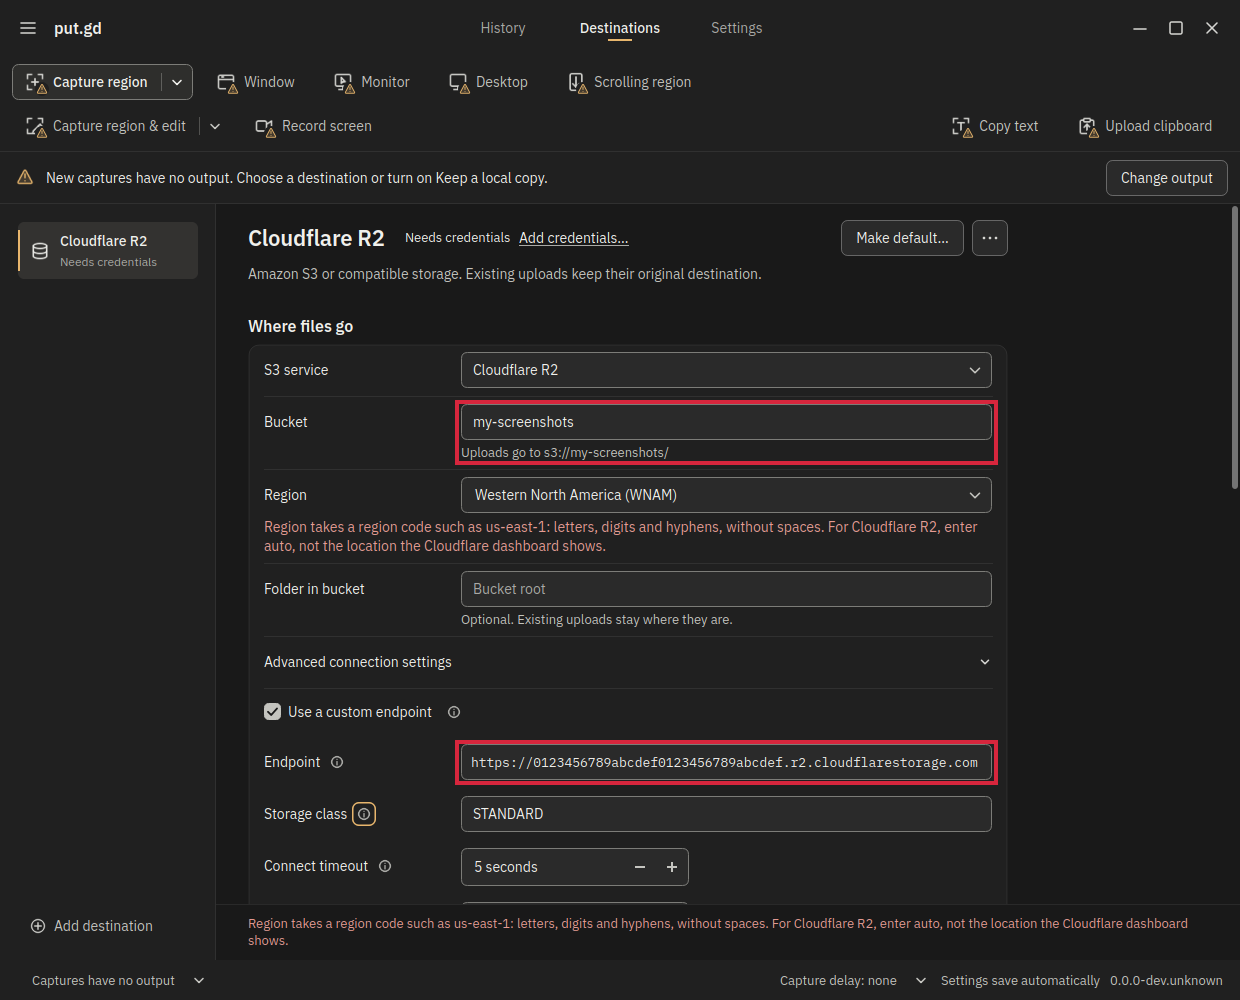 put.gd
History
Destinations
Settings
Capture region
Window
Monitor
Desktop
Scrolling region
Capture region & edit
Record screen
Copy text
Upload clipboard
New captures have no output. Choose a destination or turn on Keep a local copy.
Change output
Cloudflare R2
Needs credentials
Cloudflare R2
Needs credentials
Add credentials...
Make default...
Amazon S3 or compatible storage. Existing uploads keep their original destination.
Where files go
S3 service
Cloudflare R2
Bucket
my-screenshots
Uploads go to s3://my-screenshots/
Region
Western North America (WNAM)
Region takes a region code such as us-east-1: letters, digits and hyphens, without spaces. For Cloudflare R2, enter
auto, not the location the Cloudflare dashboard shows.
Folder in bucket
Bucket root
Optional. Existing uploads stay where they are.
Advanced connection settings
Use a custom endpoint
Endpoint
https://0123456789abcdef0123456789abcdef.r2.cloudflarestorage.com
Storage class
STANDARD
Connect timeout
5 seconds
Add destination
Region takes a region code such as us-east-1: letters, digits and hyphens, without spaces. For Cloudflare R2, enter auto, not the location the Cloudflare dashboard
shows.
Captures have no output
Capture delay: none
Settings save automatically
0.0.0-dev.unknown